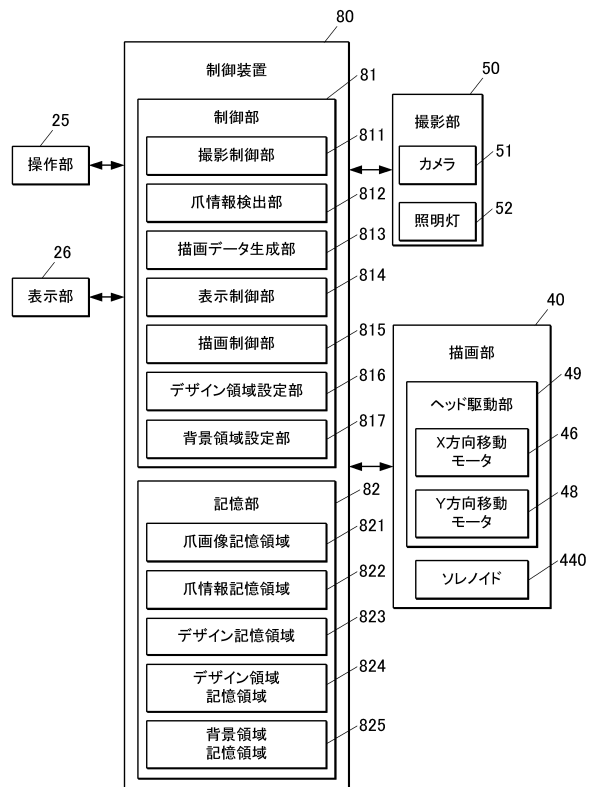 80
制御装置
81
制御部
811
撮影制御部
812
爪情報検出部
813
描画データ生成部
814
表示制御部
815
描画制御部
816
デザイン領域設定部
817
背景領域設定部
82
記憶部
821
爪画像記憶領域
822
爪情報記憶領域
823
デザイン記憶領域
824
デザイン領域
記憶領域
825
背景領域
記憶領域
25
操作部
26
表示部
50
撮影部
51
カメラ
52
照明灯
40
描画部
49
ヘッド駆動部
46
X方向移動
モータ
48
Y方向移動
モータ
440
ソレノイド